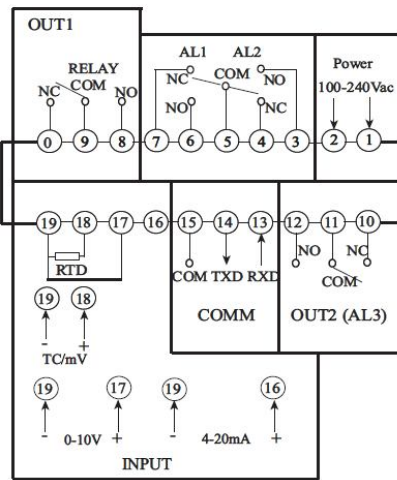 OUT1
AL1 AL2 Power
RELAY
NC COM NO NC COM NO 100-240Vac
NO NC
0 9 8 7 6 5 4 3 2 1
19 18 17 16 15 14 13 12 11 10
RTD COM TXD RXD NO COM NC
19 18
- + COMM OUT2 (AL3)
TC/mV
19 17 19 16
- 0-10V + - 4-20mA +
INPUT